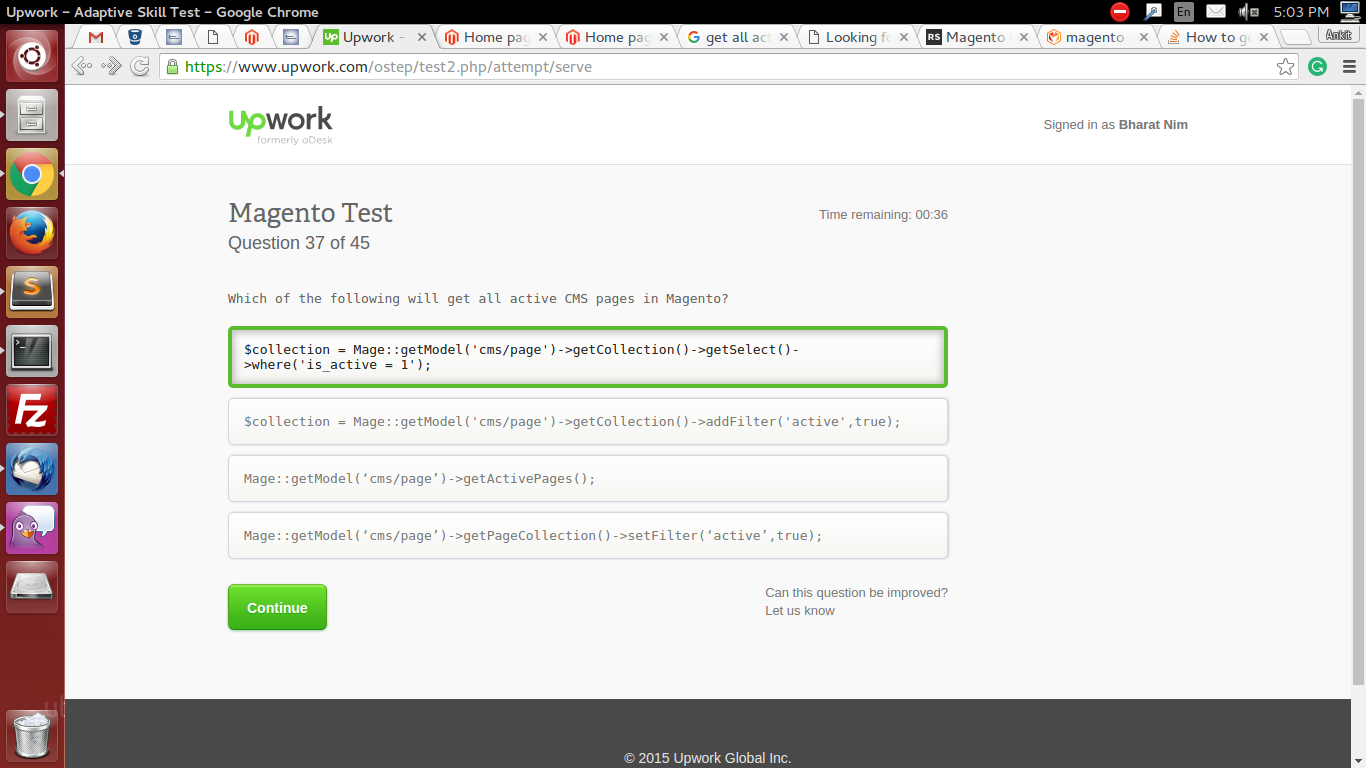 Upwork – Adaptive Skill Test – Google Chrome
En
5:03 PM
Upwork -
Home pag
Home pag
get all act
Looking fo
RS
Magento
magento
How to ge
Ankit
https://www.upwork.com/ostep/test2.php/attempt/serve
upwork
formerly oDesk
Signed in as Bharat Nim
Magento Test
Time remaining: 00:36
Question 37 of 45
Which of the following will get all active CMS pages in Magento?
$collection = Mage::getModel('cms/page')->getCollection()->getSelect()-
>where('is_active = 1');
$collection = Mage::getModel('cms/page')->getCollection()->addFilter('active',true);
Mage::getModel(‘cms/page’)->getActivePages();
Mage::getModel(‘cms/page’)->getPageCollection()->setFilter(‘active’,true);
Continue
Can this question be improved?
Let us know
© 2015 Upwork Global Inc.